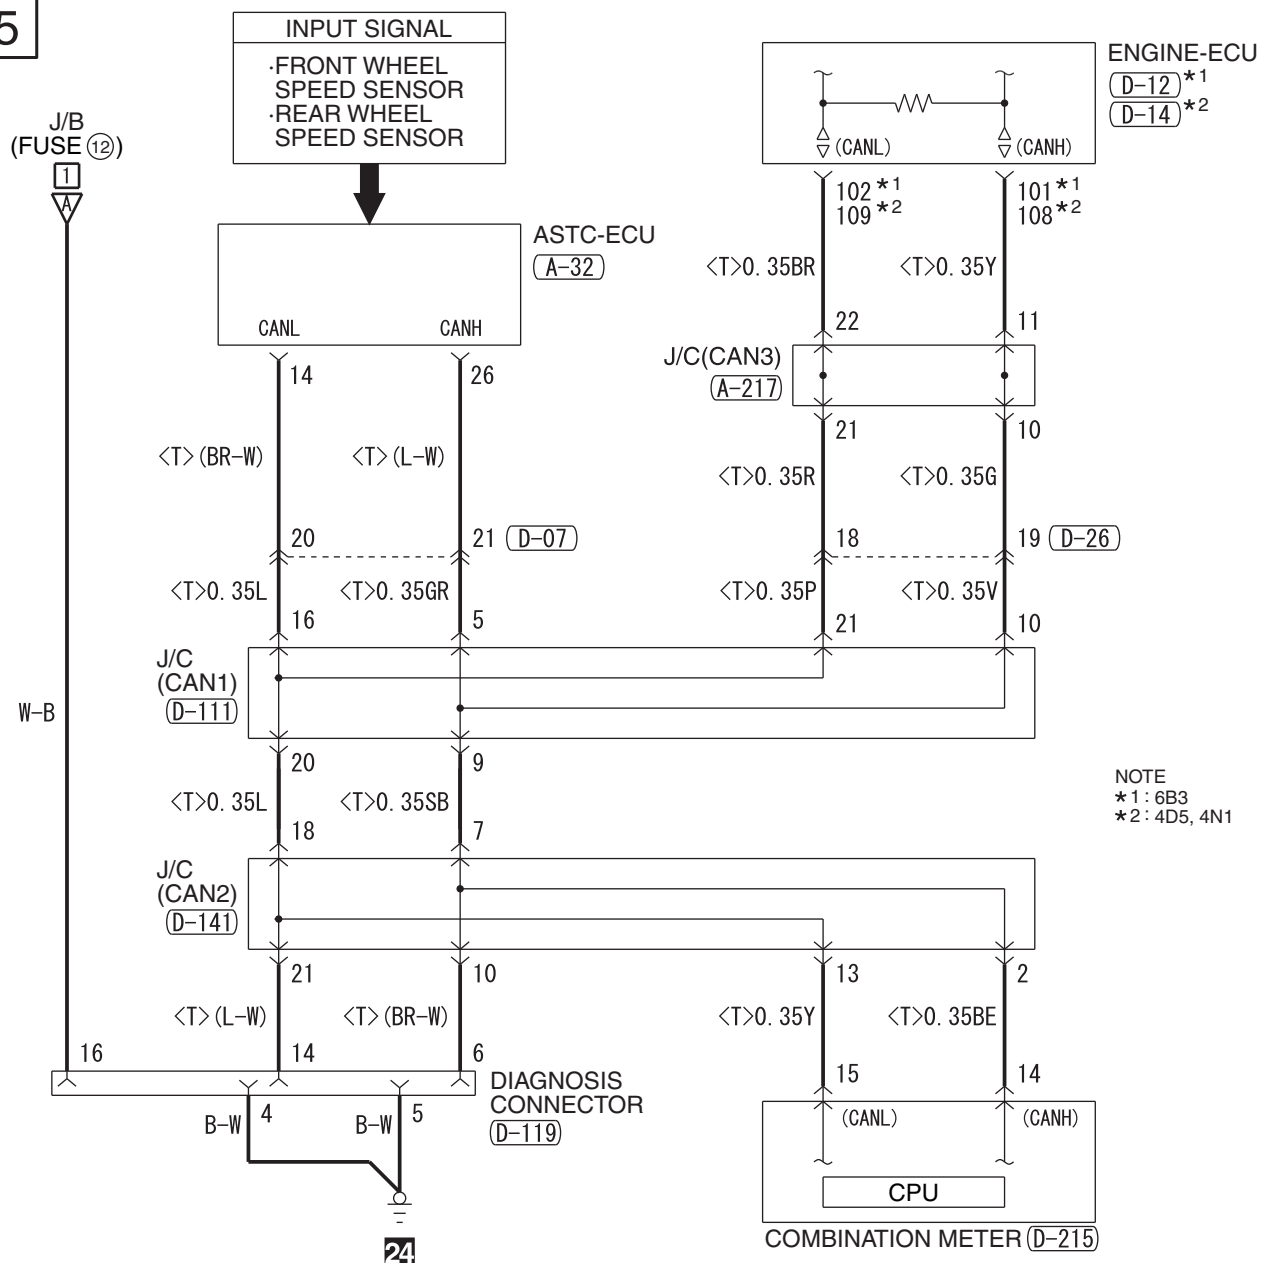 5
INPUT SIGNAL
·FRONT WHEEL
SPEED SENSOR
·REAR WHEEL
SPEED SENSOR
J/B
(FUSE ⑫)
1
A
ENGINE-ECU
D-12 *1
D-14 *2
(CANL)
(CANH)
102 *1
109 *2
101 *1
108 *2
ASTC-ECU
A-32
CANL
CANH
<T>0.35BR
<T>0.35Y
14
26
22
11
J/C(CAN3)
A-217
21
10
<T>(BR-W)
<T>(L-W)
<T>0.35R
<T>0.35G
20
21
D-07
18
19
D-26
<T>0.35L
<T>0.35GR
<T>0.35P
<T>0.35V
16
5
21
10
J/C
(CAN1)
D-111
W-B
20
9
<T>0.35L
<T>0.35SB
18
7
NOTE
*1 : 6B3
*2 : 4D5, 4N1
J/C
(CAN2)
D-141
21
10
13
2
<T>(L-W)
<T>(BR-W)
<T>0.35Y
<T>0.35BE
16
14
6
15
14
DIAGNOSIS
CONNECTOR
D-119
4
5
B-W
B-W
(CANL)
(CANH)
CPU
COMBINATION METER D-215
24